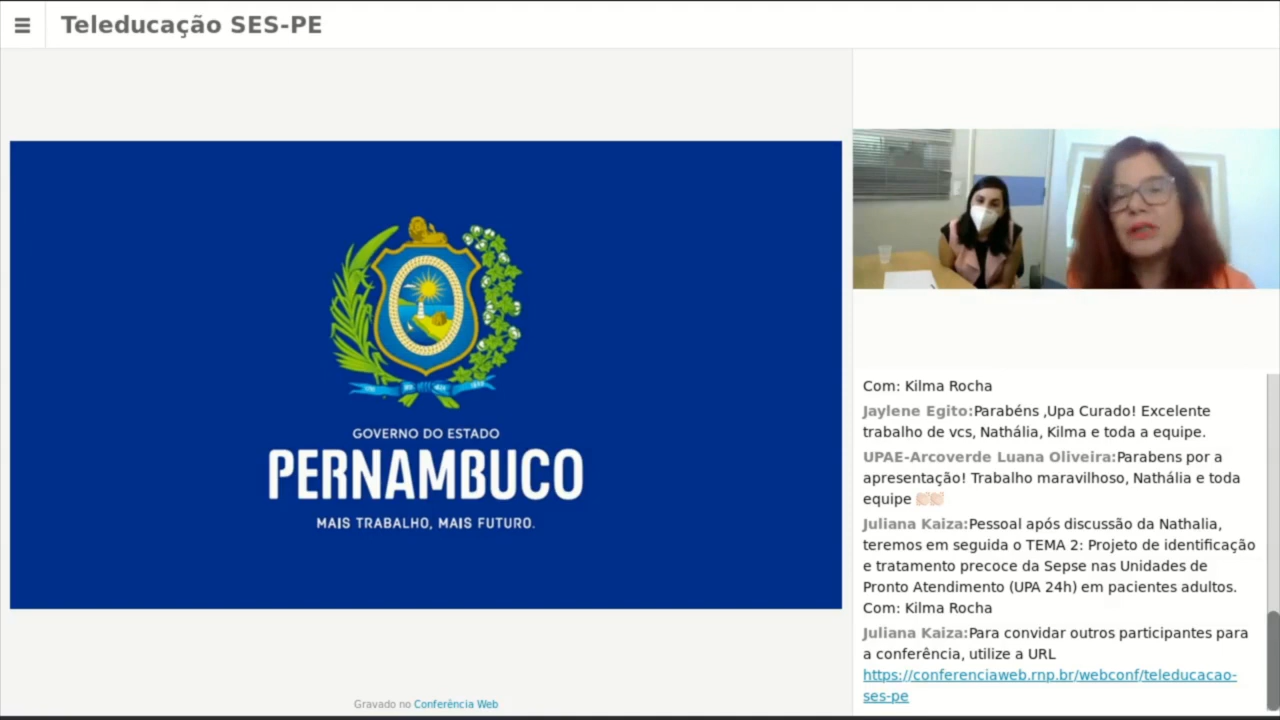 Teleducação SES-PE
GOVERNO DO ESTADO
PERNAMBUCO
MAIS TRABALHO, MAIS FUTURO.
Gravado no Conferência Web
Com: Kilma Rocha
Jaylene Egito:Parabéns ,Upa Curado! Excelente
trabalho de vcs, Nathália, Kilma e toda a equipe.
UPAE-Arcoverde Luana Oliveira:Parabens por a
apresentação! Trabalho maravilhoso, Nathália e toda
equipe 👏🏻👏🏻
Juliana Kaiza:Pessoal após discussão da Nathalia,
teremos em seguida o TEMA 2: Projeto de identificação
e tratamento precoce da Sepse nas Unidades de
Pronto Atendimento (UPA 24h) em pacientes adultos.
Com: Kilma Rocha
Juliana Kaiza:Para convidar outros participantes para
a conferência, utilize a URL
https://conferenciaweb.rnp.br/webconf/teleducacao-
ses-pe